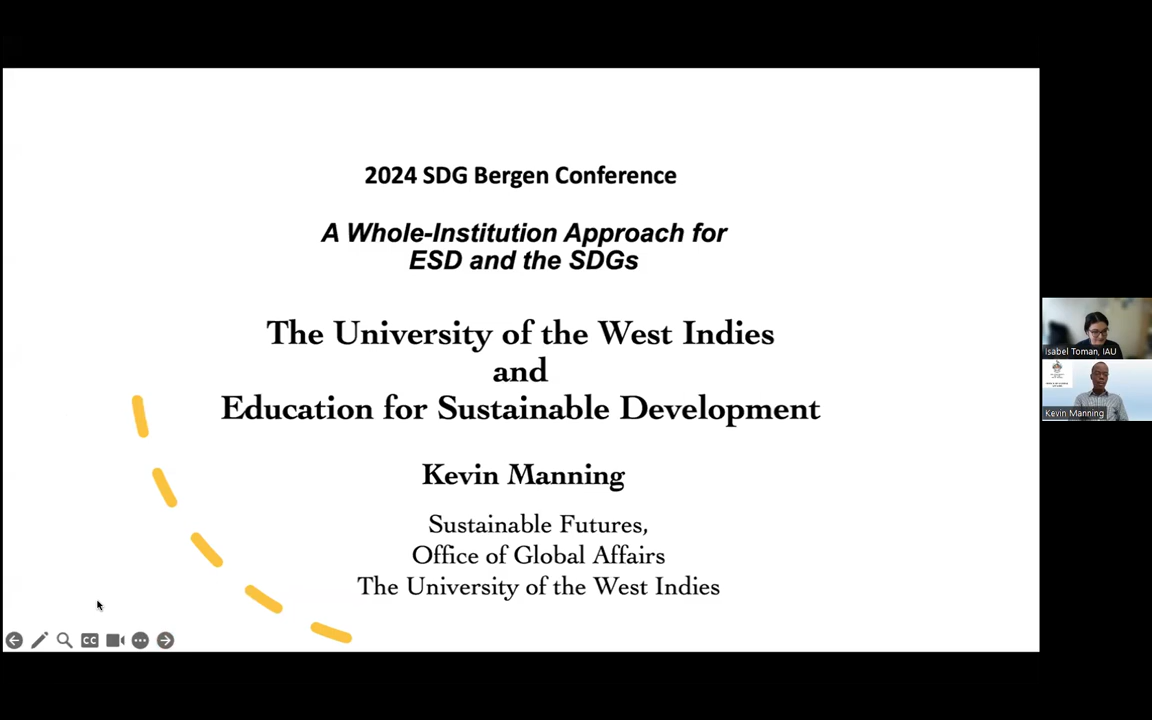 2024 SDG Bergen Conference
A Whole-Institution Approach for
ESD and the SDGs
The University of the West Indies
and
Education for Sustainable Development
Kevin Manning
Sustainable Futures,
Office of Global Affairs
The University of the West Indies
CC
Isabel Toman, IAU
Kevin Manning